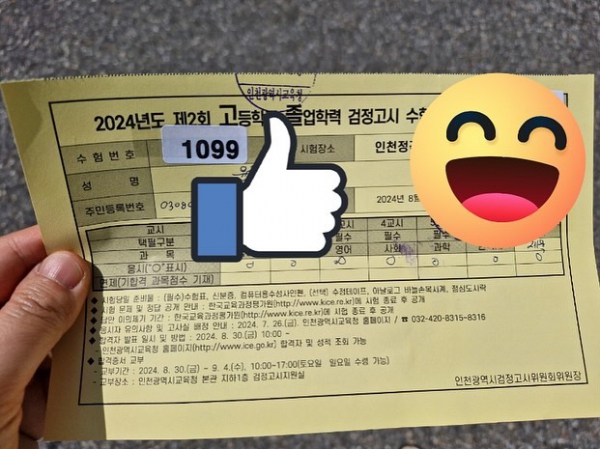 인천광역시교육청
2024년도 제2회 고등학 졸업학력 검정고시 수험
수 험 번 호 1099 시험장소 인천정
성 명
주민등록번호 2024년 8월
교시 4교시
택월구분 필수 필수
과 목 영어 사회 과학
응시("O"표시)
면제(기합격 과목점수 기재)
◆ 시험당일 준비물 : (필수)수험표, 신분증, 컴퓨터용수성사인펜, (선택) 수정테이프, 아날로그 바늘손목시계, 점심도시락
◆ 시험 문제 및 정답 공개 안내 : 한국교육과정평가원(http://www.kice.re.kr)에 시험 종료 후 공개
◆ 답안 이의제기 기간 : 한국교육과정평가원(http://www.kice.re.kr)에 시험 종료 후 공개
◆ 응시자 유의사항 및 고사실 배정 안내 : 2024. 7. 26.(금), 인천광역시교육청 홈페이지 / ☎ 032-420-8315~8316
◆ 합격자 발표 일시 및 방법 : 2024. 8. 30.(금) 10:00 ~
- 인천광역시교육청 홈페이지(http://www.ice.go.kr) 합격자 및 성적 조회 가능
◆ 합격증서 교부
- 교부기간 : 2024. 8. 30.(금) ~ 9. 4.(수), 10:00~17:00(토요일 일요일 수령 가능)
- 교부장소 : 인천광역시교육청 본관 지하1층 검정고시지원실
인천광역시검정고시위원회위원장